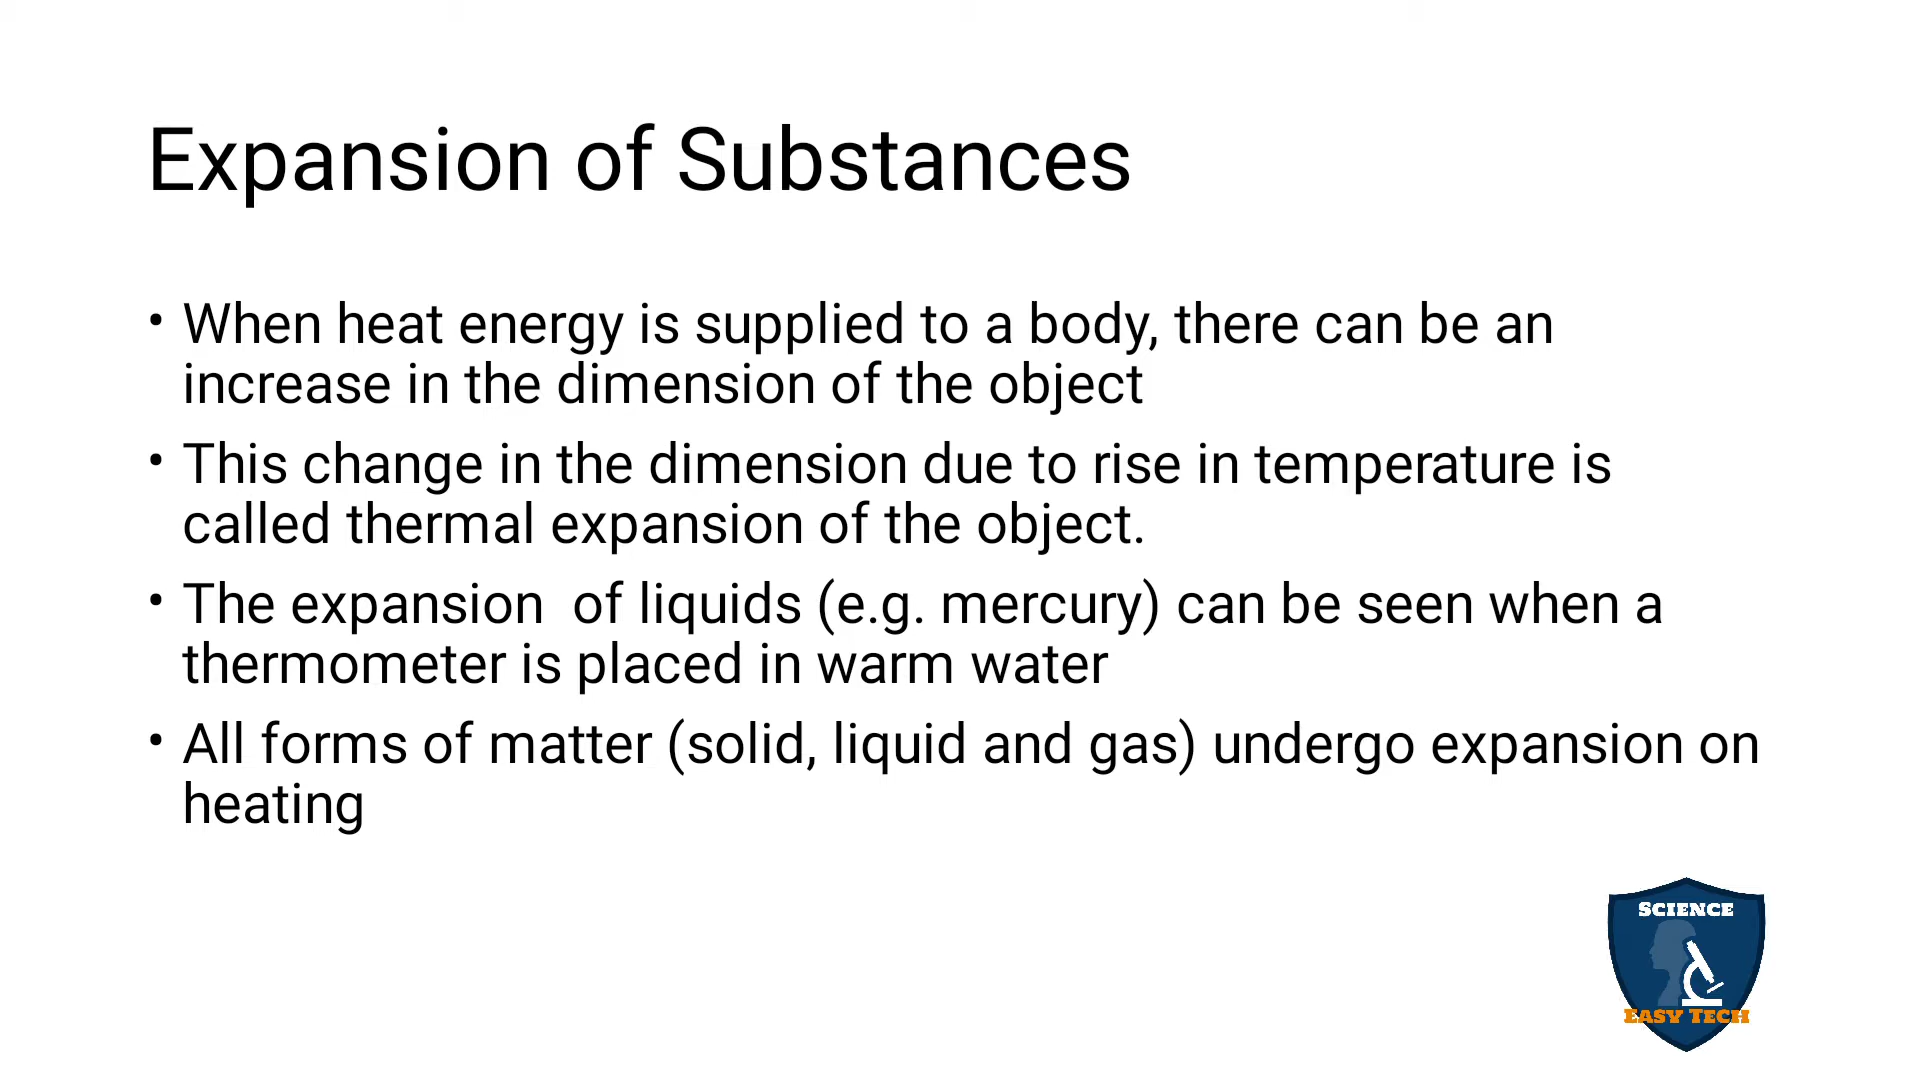 Expansion of Substances
• When heat energy is supplied to a body, there can be an
increase in the dimension of the object
• This change in the dimension due to rise in temperature is
called thermal expansion of the object.
• The expansion  of liquids (e.g. mercury) can be seen when a
thermometer is placed in warm water
• All forms of matter (solid, liquid and gas) undergo expansion on
heating
SCIENCE
EASY TECH